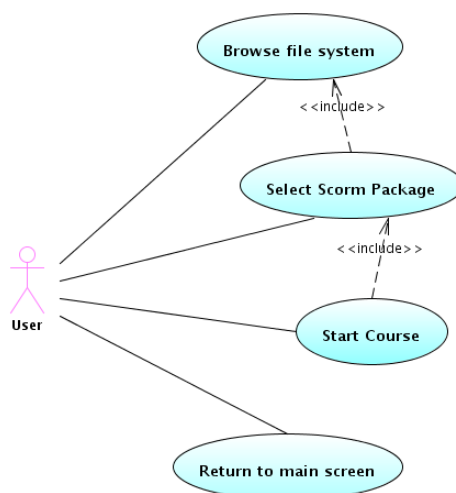 Browse file system
<<include>>
Select Scorm Package
<<include>>
User
Start Course
Return to main screen